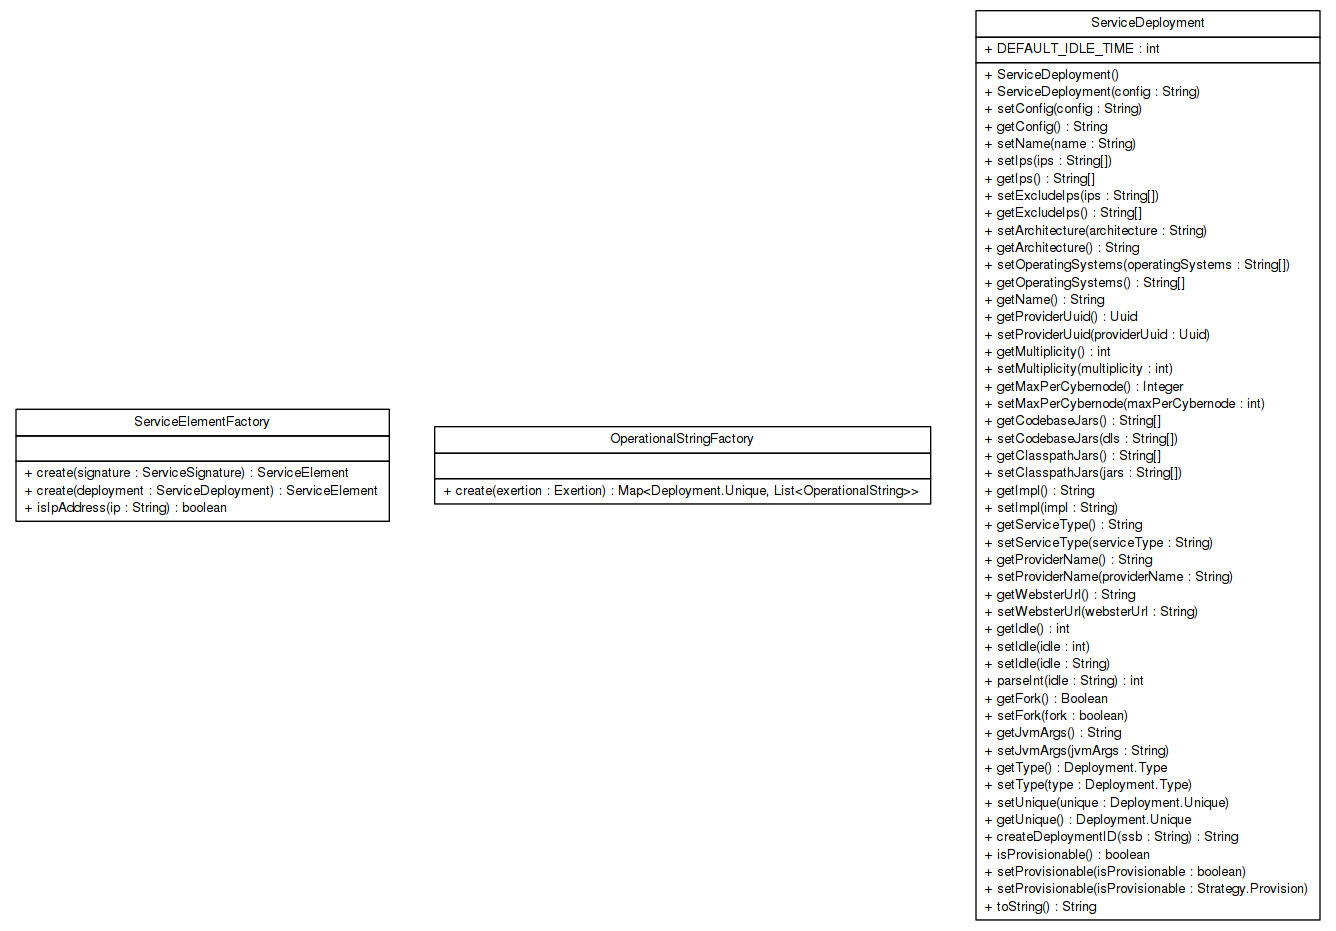 ServiceElementFactory
+ create(signature : ServiceSignature) : ServiceElement
+ create(deployment : ServiceDeployment) : ServiceElement
+ isIpAddress(ip : String) : boolean
OperationalStringFactory
+ create(exertion : Exertion) : Map<Deployment.Unique, List<OperationalString>>
ServiceDeployment
+ DEFAULT_IDLE_TIME : int
+ ServiceDeployment()
+ ServiceDeployment(config : String)
+ setConfig(config : String)
+ getConfig() : String
+ setName(name : String)
+ setIps(ips : String[])
+ getIps() : String[]
+ setExcludeIps(ips : String[])
+ getExcludeIps() : String[]
+ setArchitecture(architecture : String)
+ getArchitecture() : String
+ setOperatingSystems(operatingSystems : String[])
+ getOperatingSystems() : String[]
+ getName() : String
+ getProviderUuid() : Uuid
+ setProviderUuid(providerUuid : Uuid)
+ getMultiplicity() : int
+ setMultiplicity(multiplicity : int)
+ getMaxPerCybernode() : Integer
+ setMaxPerCybernode(maxPerCybernode : int)
+ getCodebaseJars() : String[]
+ setCodebaseJars(dls : String[])
+ getClasspathJars() : String[]
+ setClasspathJars(jars : String[])
+ getImpl() : String
+ setImpl(impl : String)
+ getServiceType() : String
+ setServiceType(serviceType : String)
+ getProviderName() : String
+ setProviderName(providerName : String)
+ getWebsterUrl() : String
+ setWebsterUrl(websterUrl : String)
+ getIdle() : int
+ setIdle(idle : int)
+ setIdle(idle : String)
+ parseInt(idle : String) : int
+ getFork() : Boolean
+ setFork(fork : boolean)
+ getJvmArgs() : String
+ setJvmArgs(jvmArgs : String)
+ getType() : Deployment.Type
+ setType(type : Deployment.Type)
+ setUnique(unique : Deployment.Unique)
+ getUnique() : Deployment.Unique
+ createDeploymentID(ssb : String) : String
+ isProvisionable() : boolean
+ setProvisionable(isProvisionable : boolean)
+ setProvisionable(isProvisionable : Strategy.Provision)
+ toString() : String